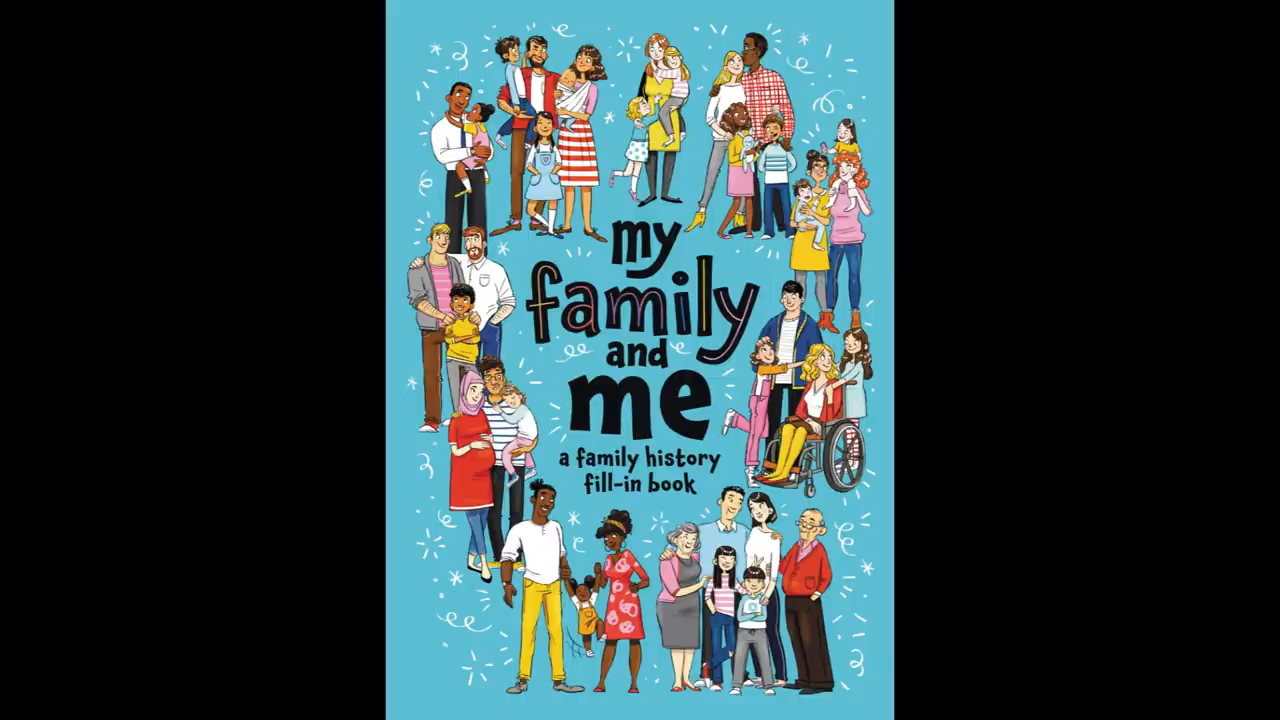 my
family
and
me
a family history
fill-in book